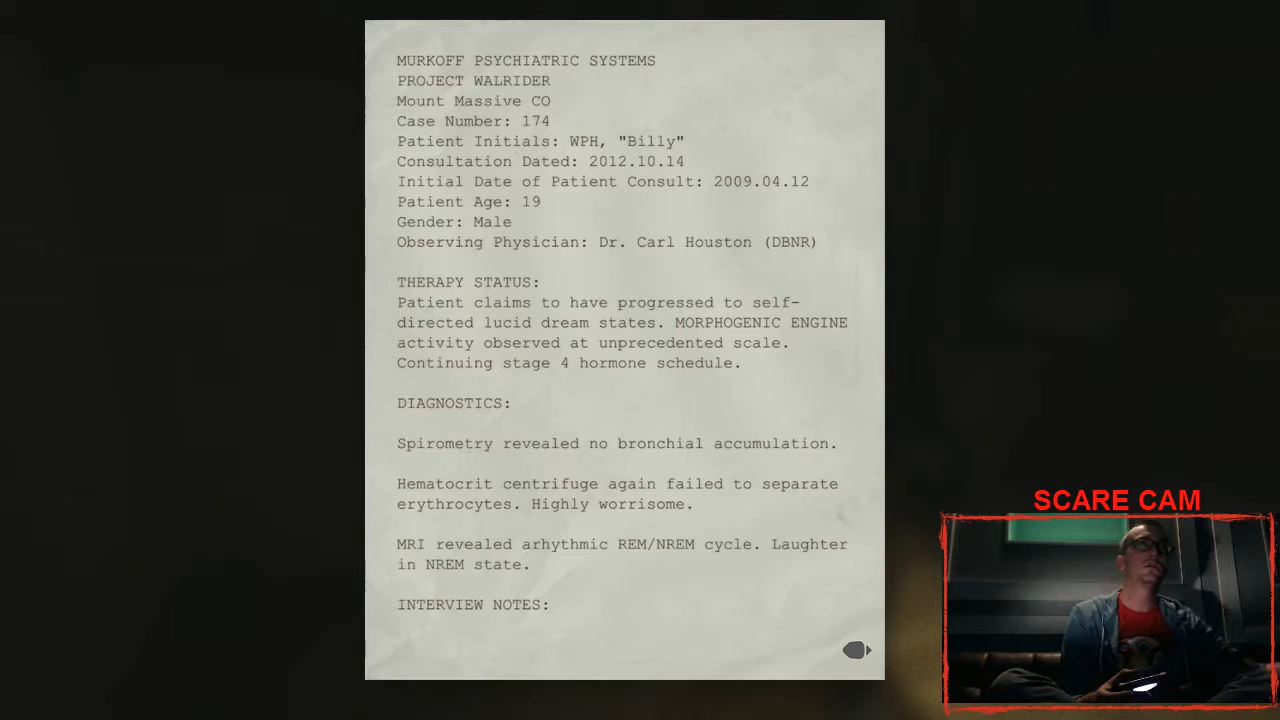 MURKOFF PSYCHIATRIC SYSTEMS
PROJECT WALRIDER
Mount Massive CO
Case Number: 174
Patient Initials: WPH, "Billy"
Consultation Dated: 2012.10.14
Initial Date of Patient Consult: 2009.04.12
Patient Age: 19
Gender: Male
Observing Physician: Dr. Carl Houston (DBNR)
THERAPY STATUS:
Patient claims to have progressed to self-
directed lucid dream states. MORPHOGENIC ENGINE
activity observed at unprecedented scale.
Continuing stage 4 hormone schedule.
DIAGNOSTICS:
Spirometry revealed no bronchial accumulation.
Hematocrit centrifuge again failed to separate
erythrocytes. Highly worrisome.
MRI revealed arhythmic REM/NREM cycle. Laughter
in NREM state.
INTERVIEW NOTES:
SCARE CAM